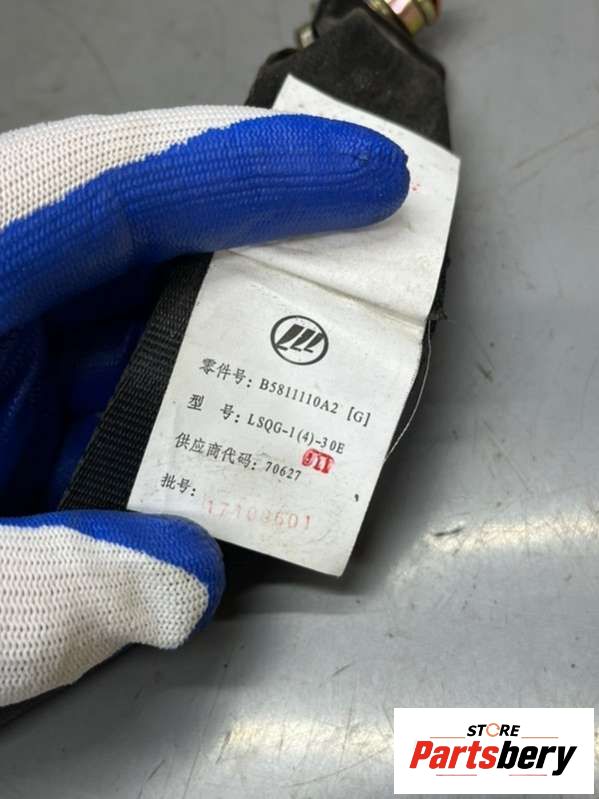 零件号: B5811110A2 [G]
型 号: LSQG-1(4)-30E
供应商代码: 70627
批号: 17108601
STORE
Partsbery